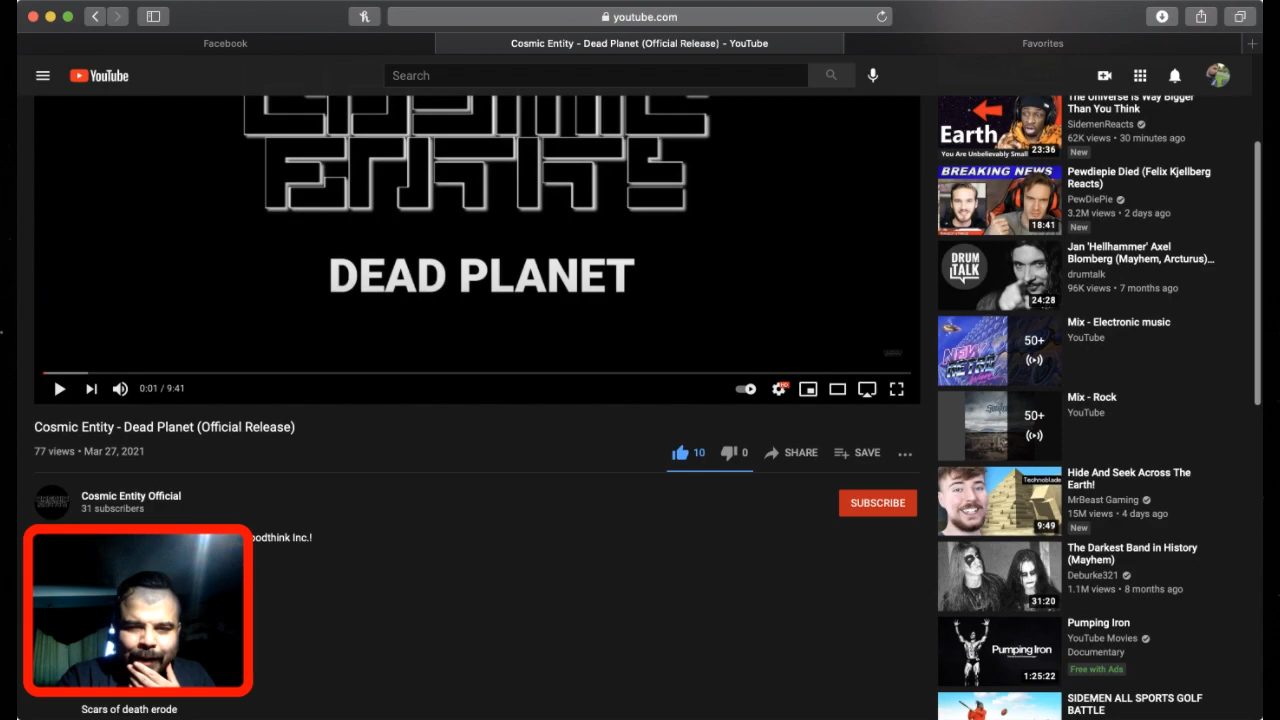 youtube.com
Facebook
Cosmic Entity - Dead Planet (Official Release) - YouTube
Favorites
YouTube
Search
COSMIC
ENTITY
DEAD PLANET
0:01 / 9:41
HD
Cosmic Entity - Dead Planet (Official Release)
77 views • Mar 27, 2021
10
0
SHARE
SAVE
Cosmic Entity Official
31 subscribers
SUBSCRIBE
oodthink Inc.!
Scars of death erode
Earth
You Are Unbelievably Small
23:36
The Universe Is Way Bigger
Than You Think
SidemenReacts
62K views • 30 minutes ago
New
BREAKING NEWS
18:41
Pewdiepie Died (Felix Kjellberg
Reacts)
PewDiePie
3.2M views • 2 days ago
New
DRUM
TALK
24:28
Jan 'Hellhammer' Axel
Blomberg (Mayhem, Arcturus)...
drumtalk
96K views • 7 months ago
NEW
RETRO
50+
Mix - Electronic music
YouTube
50+
Mix - Rock
YouTube
Technoblade
9:49
Hide And Seek Across The
Earth!
MrBeast Gaming
15M views • 4 days ago
New
31:20
The Darkest Band in History
(Mayhem)
Deburke321
1.1M views • 8 months ago
Pumping Iron
1:25:22
Pumping Iron
YouTube Movies
Documentary
Free with Ads
SIDEMEN ALL SPORTS GOLF
BATTLE